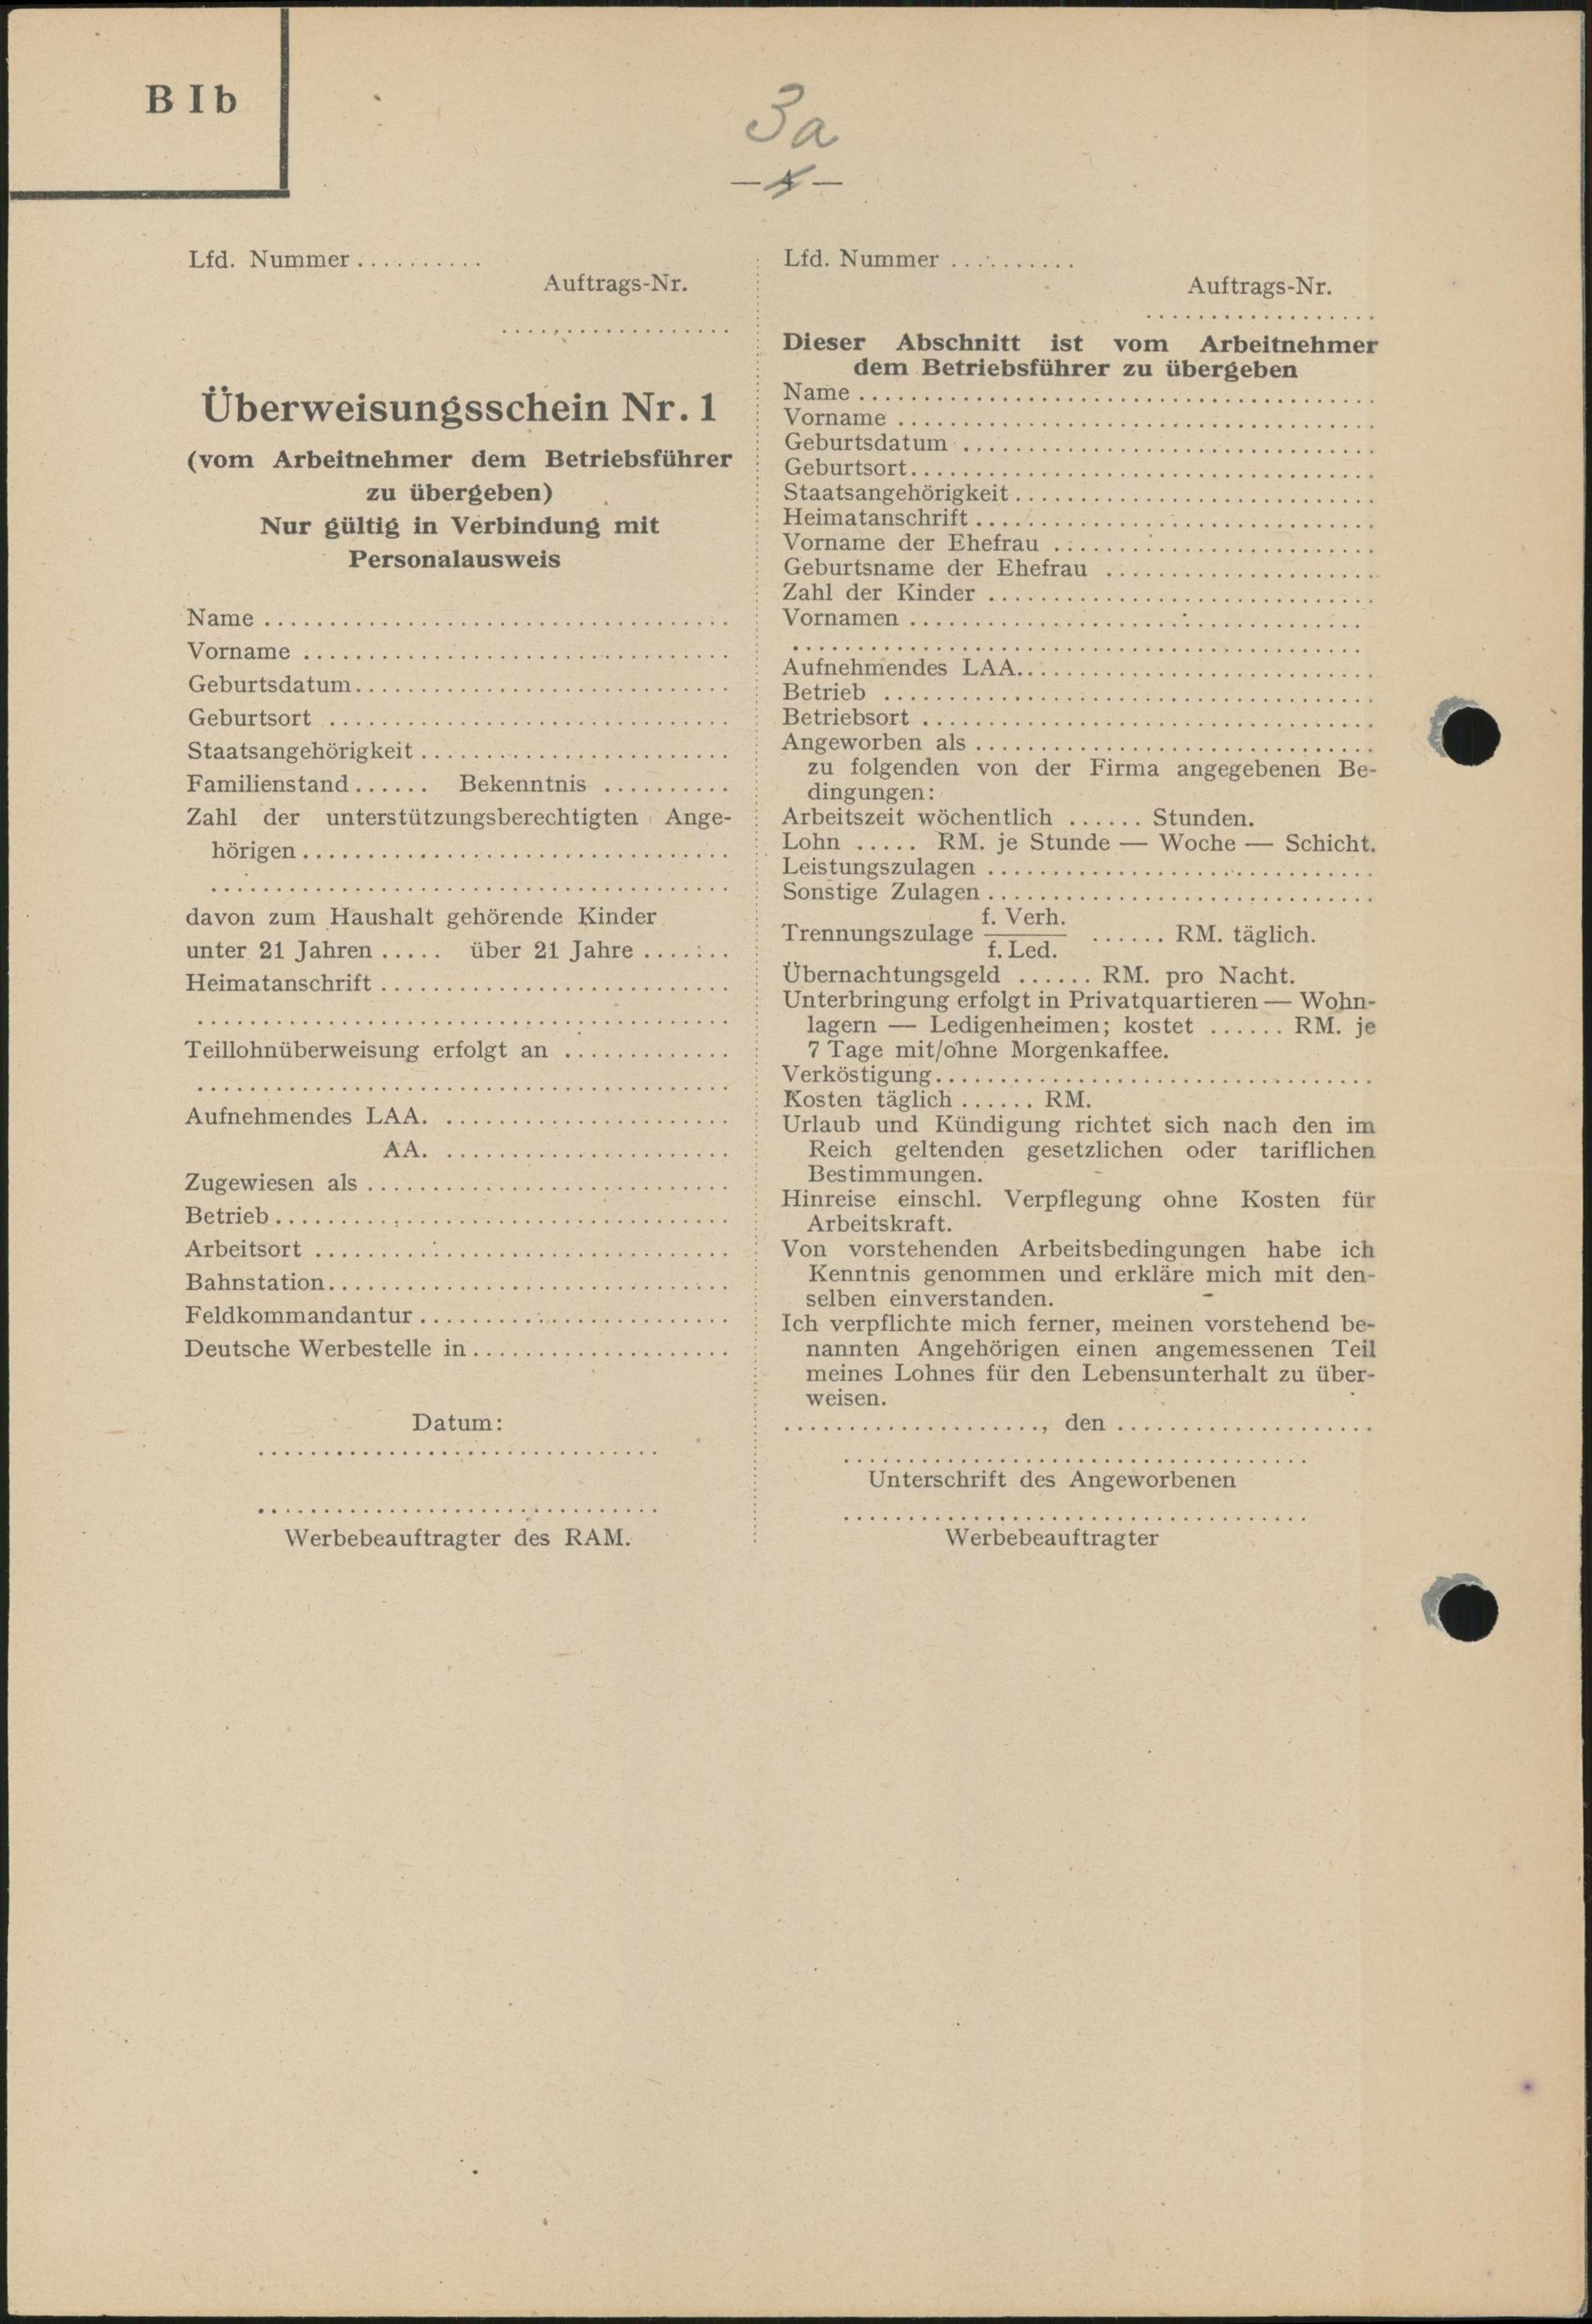 B I b
3a
Lfd. Nummer ..........
Auftrags-Nr.
..................
Überweisungsschein Nr. 1
(vom Arbeitnehmer dem Betriebsführer
zu übergeben)
Nur gültig in Verbindung mit
Personalausweis
Name ....................................
Vorname .................................
Geburtsdatum.............................
Geburtsort ...............................
Staatsangehörigkeit........................
Familienstand...... Bekenntnis ..........
Zahl der unterstützungsberechtigten Ange-
hörigen.................................
........................................
davon zum Haushalt gehörende Kinder
unter 21 Jahren ..... über 21 Jahre .......
Heimatanschrift ...........................
.........................................
Teillohnüberweisung erfolgt an .............
.........................................
Aufnehmendes LAA. ......................
AA. ......................
Zugewiesen als ............................
Betrieb...................................
Arbeitsort ................................
Bahnstation...............................
Feldkommandantur ........................
Deutsche Werbestelle in....................
Datum:
...............................
...............................
Werbebeauftragter des RAM.
Lfd. Nummer ..........
Auftrags-Nr.
..................
Dieser Abschnitt ist vom Arbeitnehmer
dem Betriebsführer zu übergeben
Name ........................................
Vorname .....................................
Geburtsdatum ................................
Geburtsort....................................
Staatsangehörigkeit............................
Heimatanschrift ...............................
Vorname der Ehefrau .........................
Geburtsname der Ehefrau .....................
Zahl der Kinder ..............................
Vornamen ...................................
............................................
Aufnehmendes LAA............................
Betrieb ......................................
Betriebsort ...................................
Angeworben als ...............................
zu folgenden von der Firma angegebenen Be-
dingungen:
Arbeitszeit wöchentlich ...... Stunden.
Lohn ..... RM. je Stunde — Woche — Schicht.
Leistungszulagen ..............................
Sonstige Zulagen ..............................
f. Verh.
Trennungszulage ...... RM. täglich.
f. Led.
Übernachtungsgeld ...... RM. pro Nacht.
Unterbringung erfolgt in Privatquartieren — Wohn-
lagern — Ledigenheimen; kostet ...... RM. je
7 Tage mit/ohne Morgenkaffee.
Verköstigung..................................
Kosten täglich ...... RM.
Urlaub und Kündigung richtet sich nach den im
Reich geltenden gesetzlichen oder tariflichen
Bestimmungen.
Hinreise einschl. Verpflegung ohne Kosten für
Arbeitskraft.
Von vorstehenden Arbeitsbedingungen habe ich
Kenntnis genommen und erkläre mich mit den-
selben einverstanden.
Ich verpflichte mich ferner, meinen vorstehend be-
nannten Angehörigen einen angemessenen Teil
meines Lohnes für den Lebensunterhalt zu über-
weisen.
...................., den ....................
....................................
Unterschrift des Angeworbenen
....................................
Werbebeauftragter